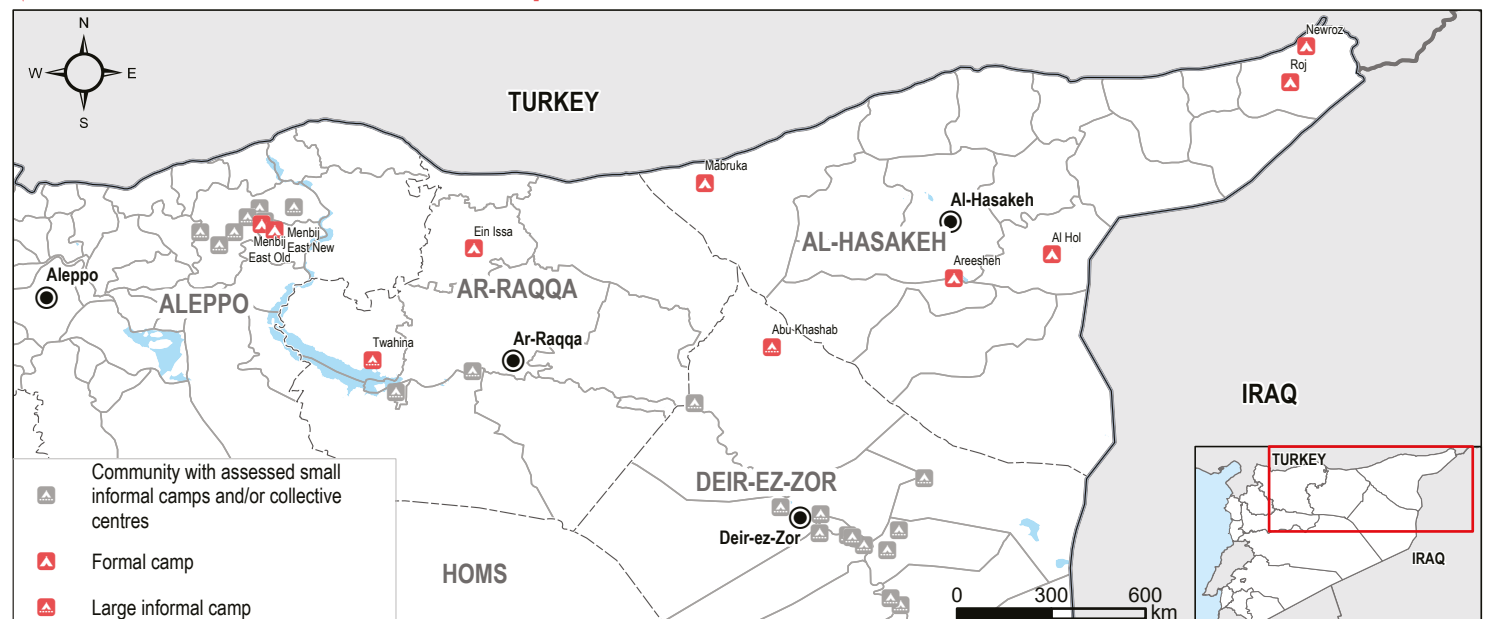 N
W
E
S
TURKEY
Newroz
Roj
Mabruka
Al-Hasakeh
AL-HASAKEH
Al Hol
Areesheh
Menbij
East New
Menbij
East Old
Ein Issa
Aleppo
ALEPPO
AR-RAQQA
Ar-Raqqa
Twahina
Abu-Khashab
IRAQ
DEIR-EZ-ZOR
Deir-ez-Zor
HOMS
Community with assessed small
informal camps and/or collective
centres
Formal camp
Large informal camp
0 300 600
km
TURKEY
IRAQ